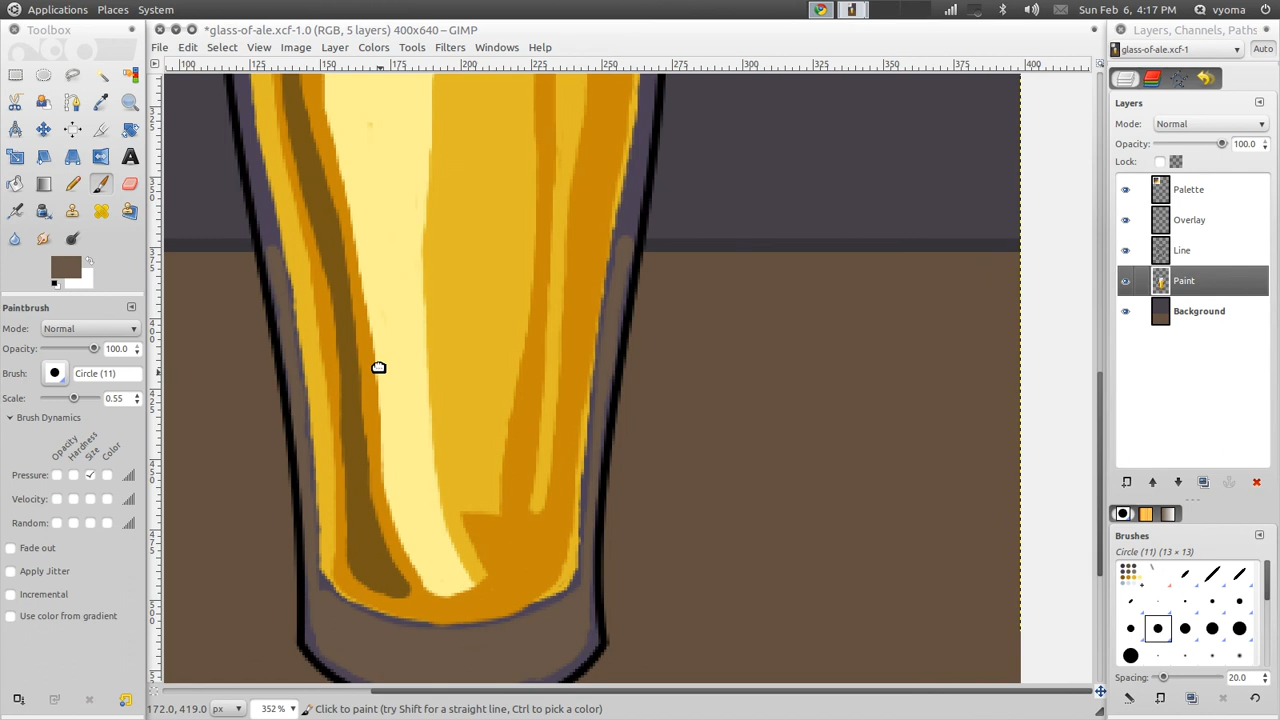 Applications Places System
Sun Feb 6, 4:17 PM vyoma
Toolbox
*glass-of-ale.xcf-1.0 (RGB, 5 layers) 400x640 – GIMP
Layers, Channels, Paths
File Edit Select View Image Layer Colors Tools Filters Windows Help
glass-of-ale.xcf-1
Auto
100 150 175 200 225 250 300 325 350 375 400
Layers
Mode: Normal
Opacity: 100.0
Lock:
Palette
Overlay
Line
Paint
Background
Paintbrush
Mode: Normal
Opacity: 100.0
Brush: Circle (11)
Scale: 0.55
Brush Dynamics
Opacity Hardness Size Color
Pressure:
Velocity:
Random:
Fade out
Apply Jitter
Incremental
Use color from gradient
Brushes
Circle (11) (13 × 13)
Spacing: 20.0
172.0, 419.0 px 352% Click to paint (try Shift for a straight line, Ctrl to pick a color)